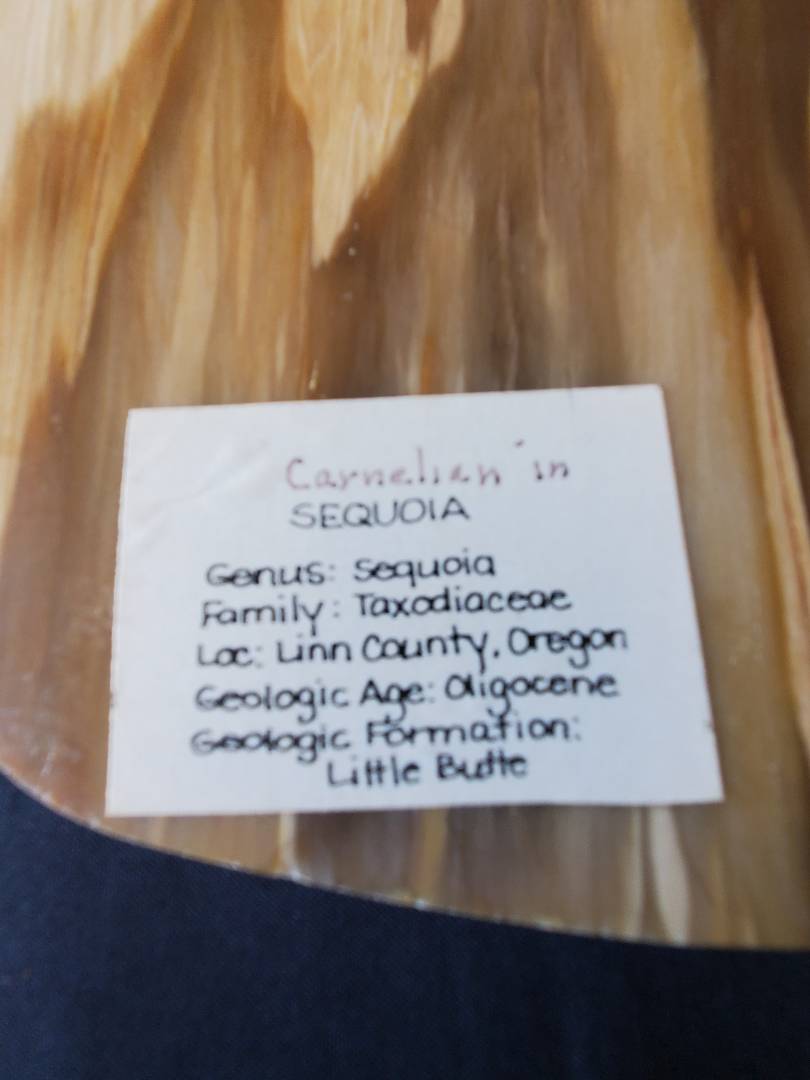 Carnelian in
SEQUOIA
Genus: Sequoia
Family: Taxodiaceae
Loc: Linn County, Oregon
Geologic Age: Oligocene
Geologic Formation:
Little Butte